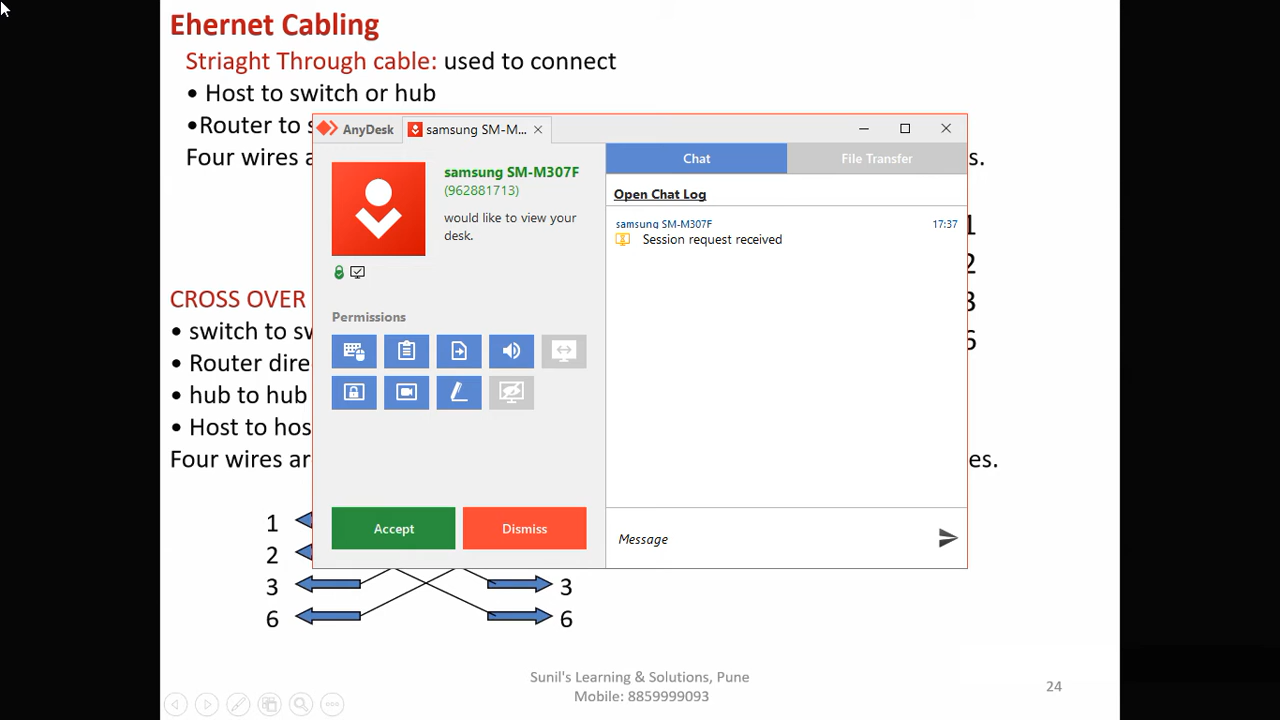 Ehernet Cabling
Striaght Through cable: used to connect
• Host to switch or hub
•Router to s
Four wires a
s.
1
2
3
6
CROSS OVER
• switch to sw
• Router dire
• hub to hub
• Host to hos
Four wires ar
es.
1
2
3
3
6
6
AnyDesk
samsung SM-M...
samsung SM-M307F
(962881713)
would like to view your
desk.
Permissions
Accept
Dismiss
Chat
File Transfer
Open Chat Log
samsung SM-M307F
17:37
Session request received
Message
Sunil's Learning & Solutions, Pune
Mobile: 8859999093
24